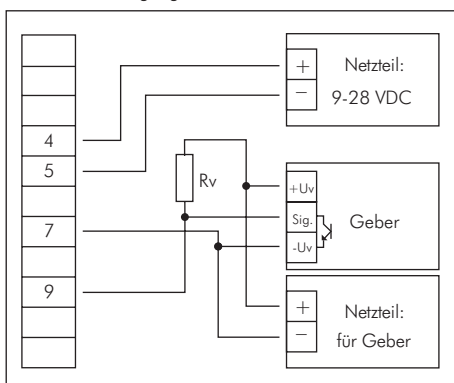 4
5
7
9
Rv
+
−
Netzteil:
9-28 VDC
+Uv
Sig.
-Uv
Geber
+
−
Netzteil:
für Geber